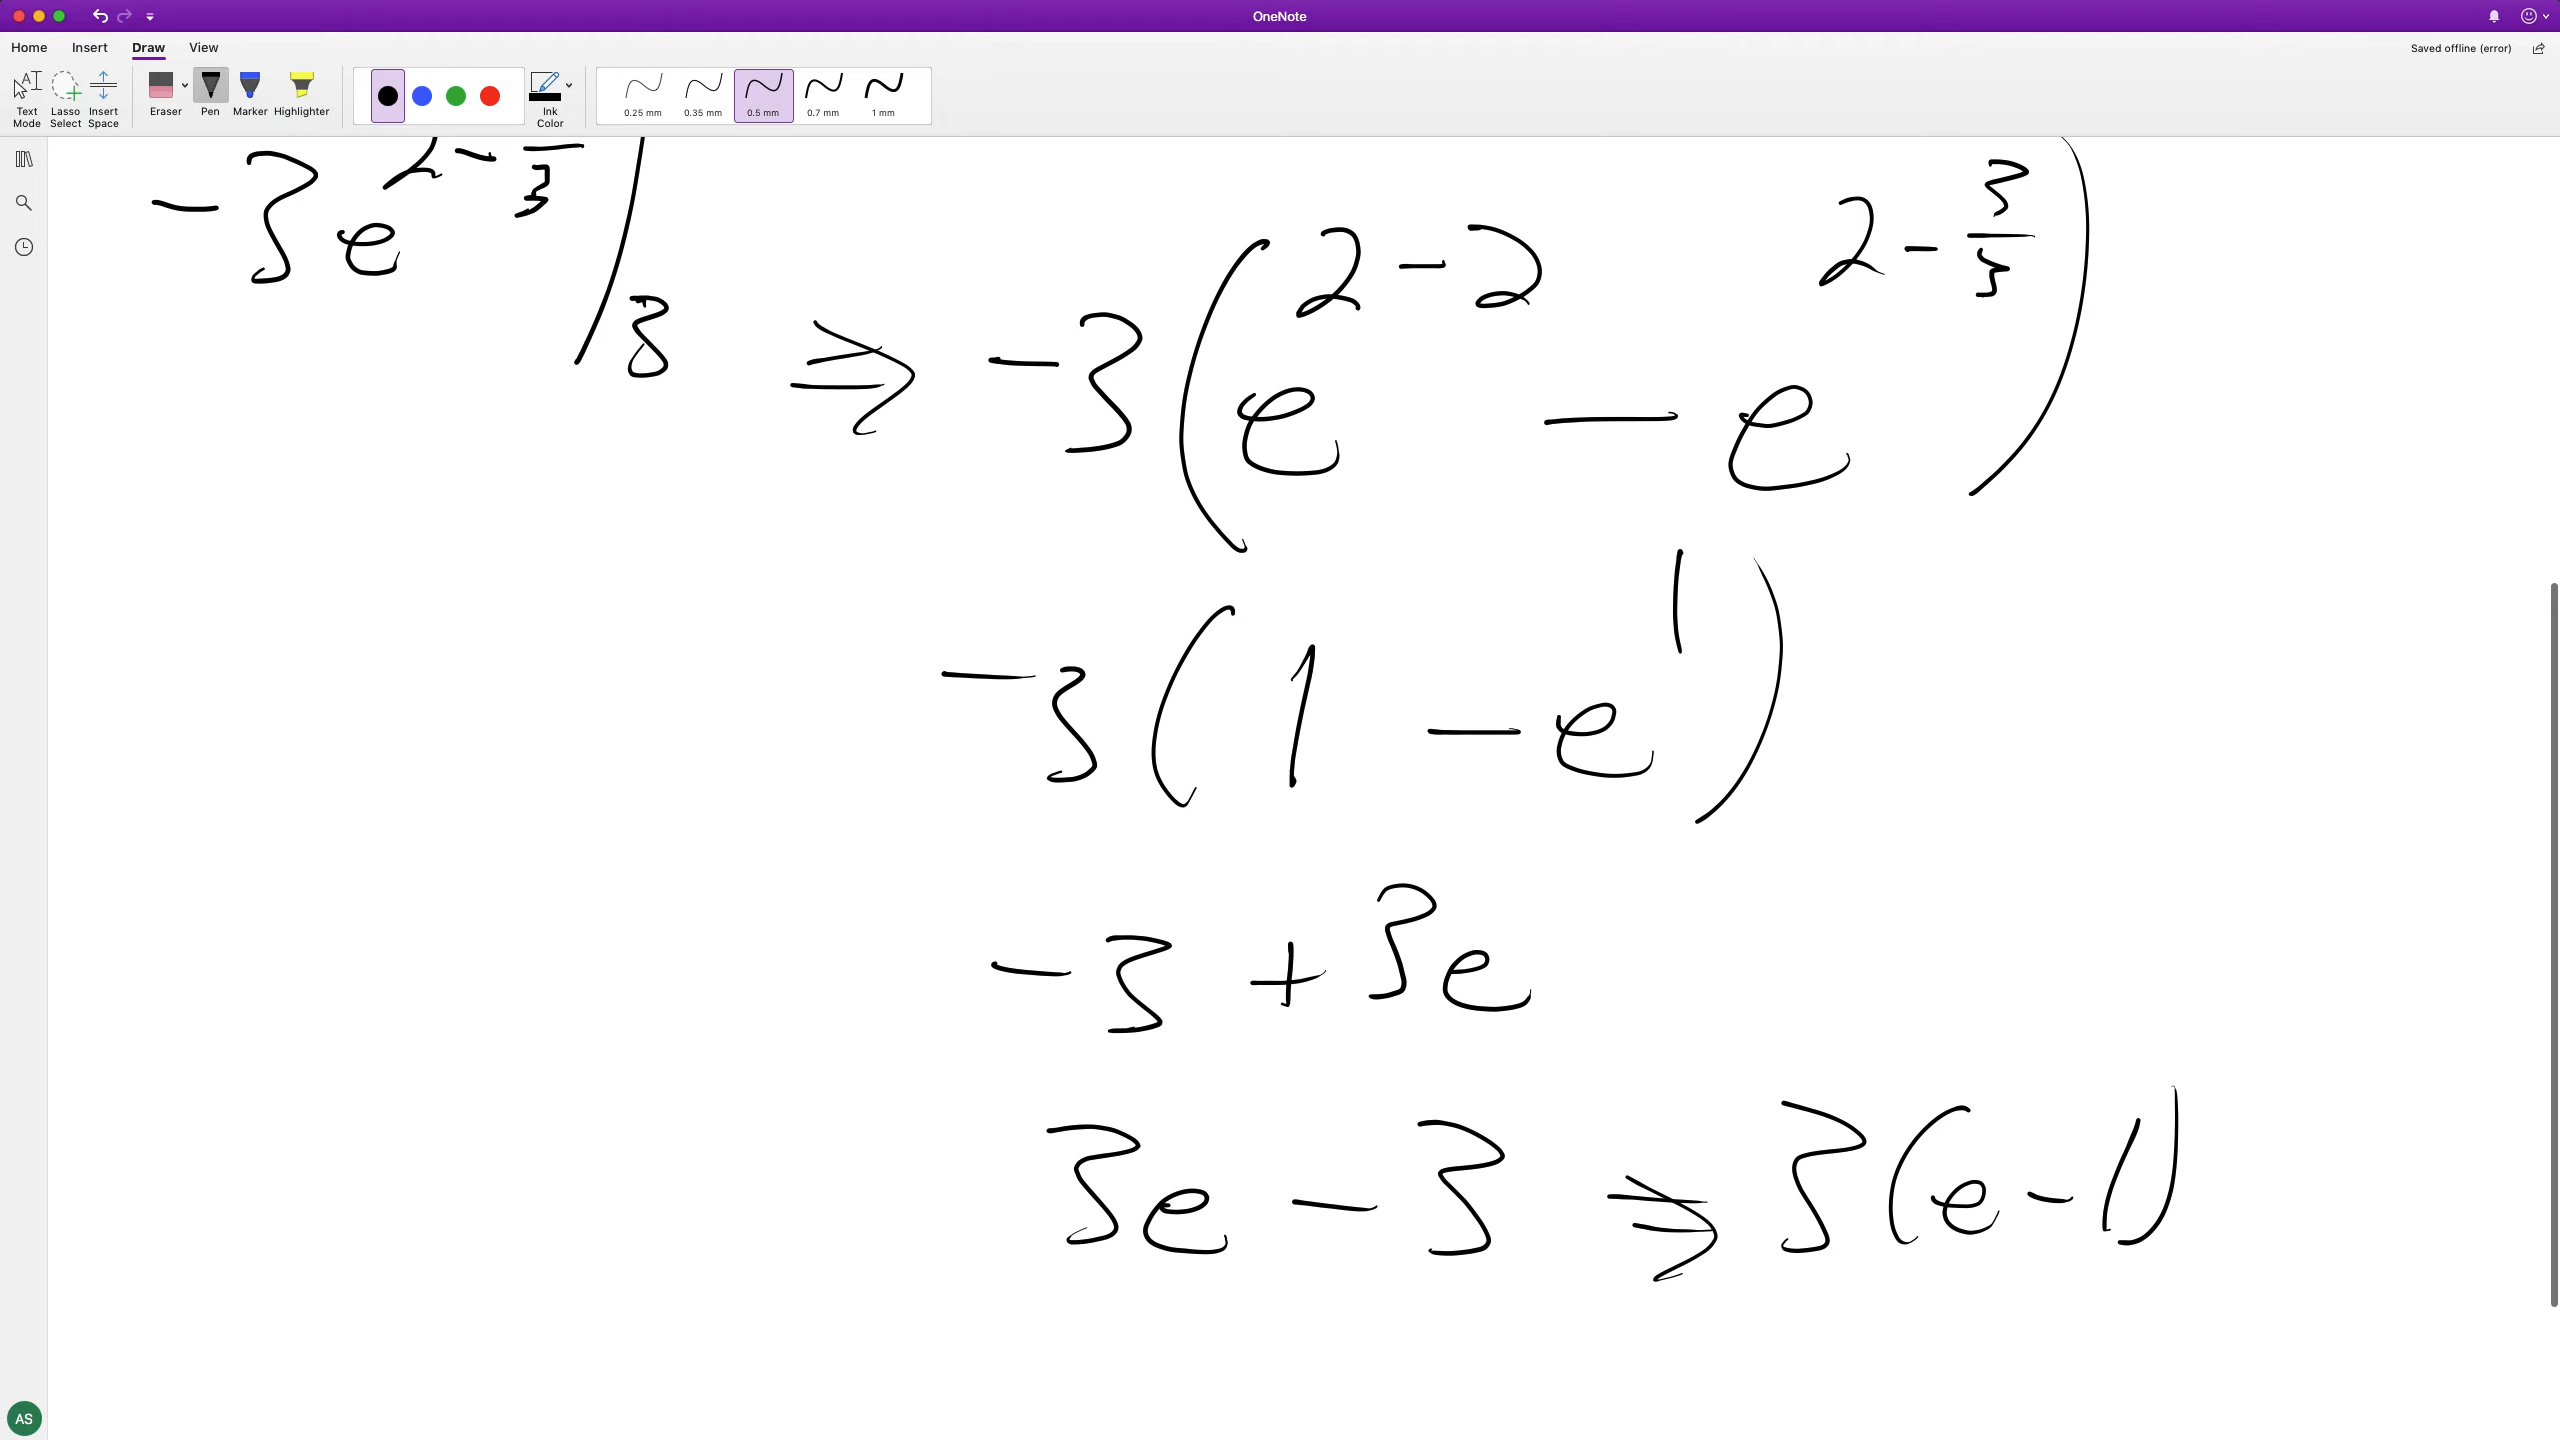 OneNote
Home Insert Draw View
Saved offline (error)
Text Mode Lasso Select Insert Space Eraser Pen Marker Highlighter Ink Color 0.25 mm 0.35 mm 0.5 mm 0.7 mm 1 mm
-3e^(2 - /3) | 3 ⇒ -3(e^(2-2) - e^(2 - 3/3))
-3(1 - e^1)
-3 + 3e
3e - 3 ⇒ 3(e-1)
AS